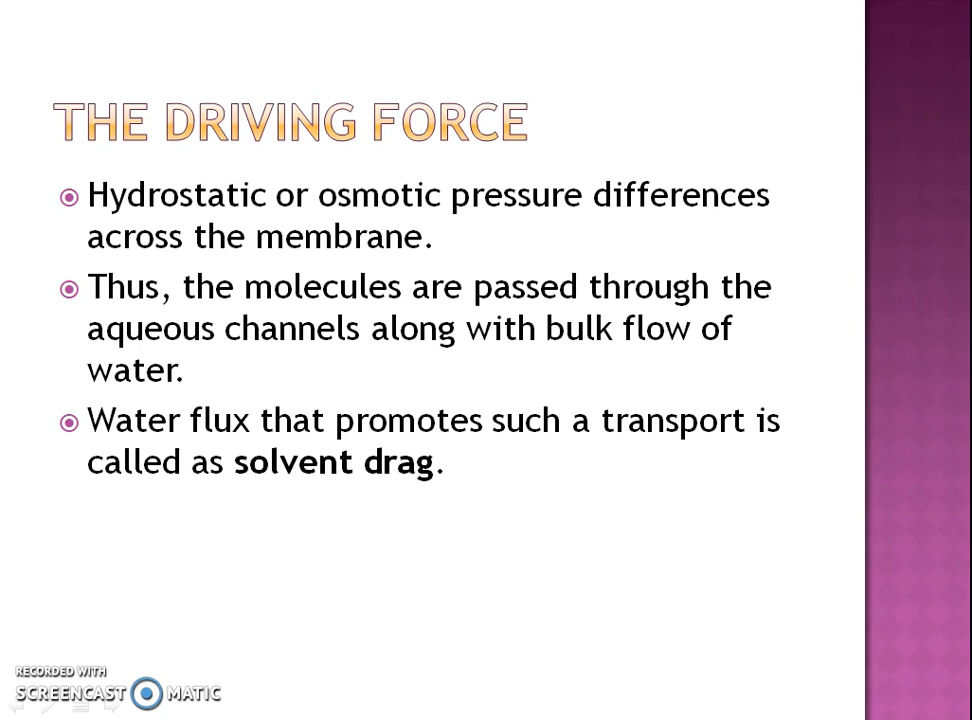 THE DRIVING FORCE
Hydrostatic or osmotic pressure differences
across the membrane.
Thus, the molecules are passed through the
aqueous channels along with bulk flow of
water.
Water flux that promotes such a transport is
called as solvent drag.
RECORDED WITH
SCREENCAST MATIC